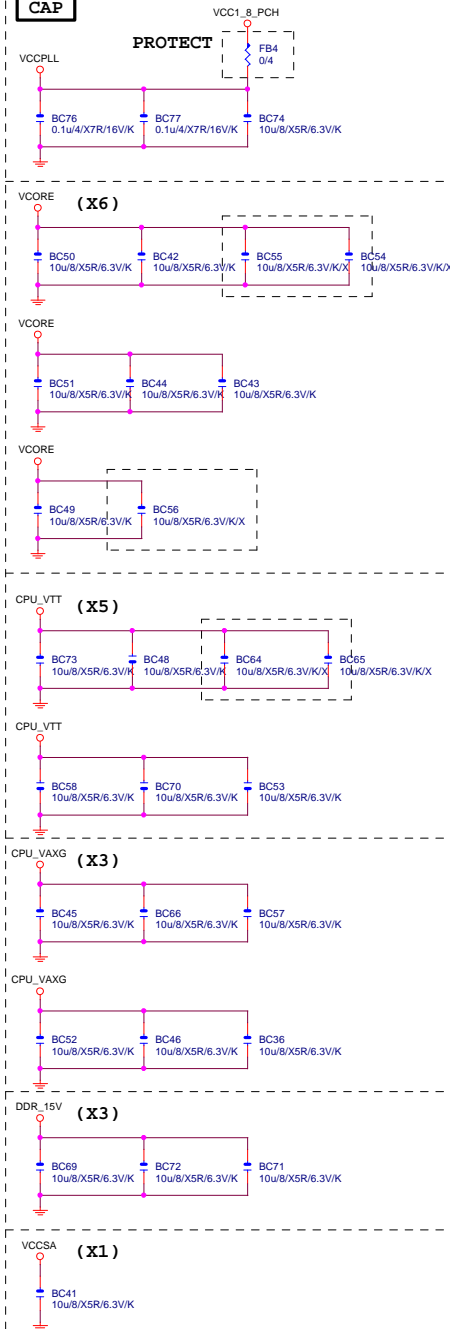 CAP
VCC1_8_PCH
PROTECT
FB4
0/4
VCCPLL
BC76
0.1u/4/X7R/16V/K
BC77
0.1u/4/X7R/16V/K
BC74
10u/8/X5R/6.3V/K
VCORE
(X6)
BC50
10u/8/X5R/6.3V/K
BC42
10u/8/X5R/6.3V/K
BC55
10u/8/X5R/6.3V/K/X
BC54
10u/8/X5R/6.3V/K/X
VCORE
BC51
10u/8/X5R/6.3V/K
BC44
10u/8/X5R/6.3V/K
BC43
10u/8/X5R/6.3V/K
VCORE
BC49
10u/8/X5R/6.3V/K
BC56
10u/8/X5R/6.3V/K/X
CPU_VTT
(X5)
BC73
10u/8/X5R/6.3V/K
BC48
10u/8/X5R/6.3V/K
BC64
10u/8/X5R/6.3V/K/X
BC65
10u/8/X5R/6.3V/K/X
CPU_VTT
BC58
10u/8/X5R/6.3V/K
BC70
10u/8/X5R/6.3V/K
BC53
10u/8/X5R/6.3V/K
CPU_VAXG
(X3)
BC45
10u/8/X5R/6.3V/K
BC66
10u/8/X5R/6.3V/K
BC57
10u/8/X5R/6.3V/K
CPU_VAXG
BC52
10u/8/X5R/6.3V/K
BC46
10u/8/X5R/6.3V/K
BC36
10u/8/X5R/6.3V/K
DDR_15V
(X3)
BC69
10u/8/X5R/6.3V/K
BC72
10u/8/X5R/6.3V/K
BC71
10u/8/X5R/6.3V/K
VCCSA
(X1)
BC41
10u/8/X5R/6.3V/K